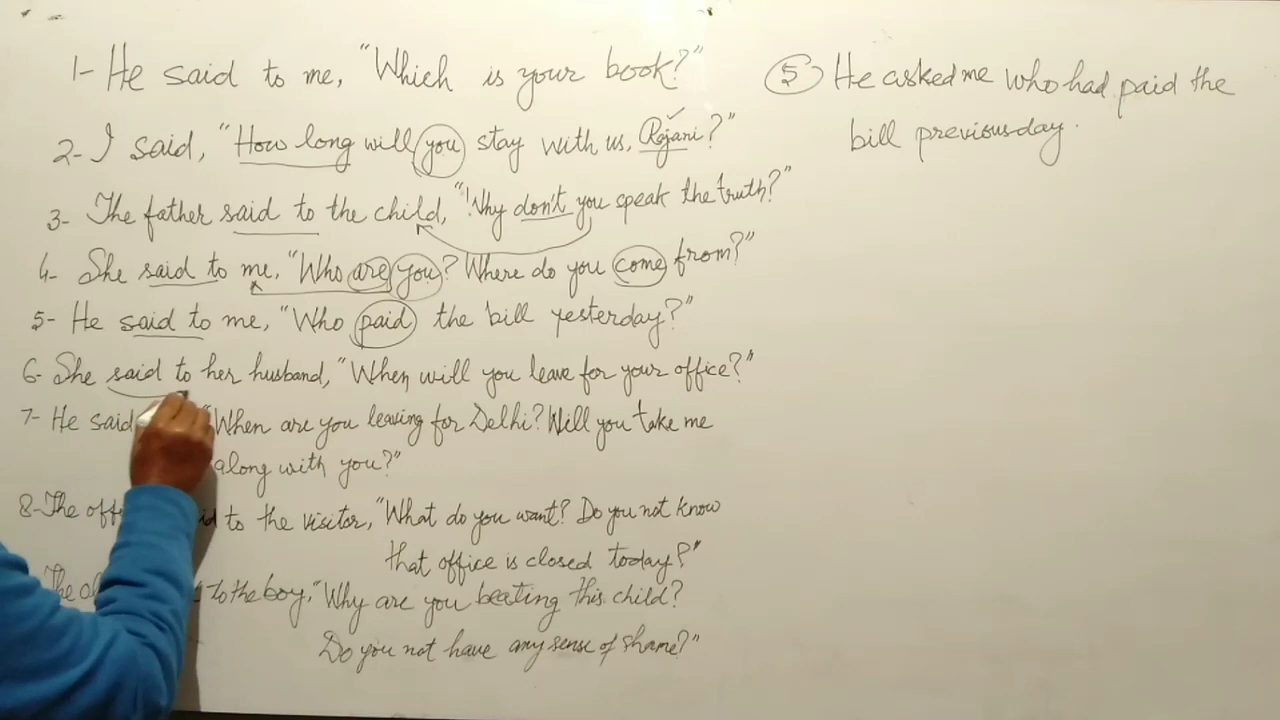 1- He said to me, "Which is your book?"
2- I said, "How long will you stay with us, Rajani?"
3- The father said to the child, "Why don't you speak the truth?"
4- She said to me, "Who are you? Where do you come from?"
5- He said to me, "Who paid the bill yesterday?"
6- She said to her husband, "When will you leave for your office?"
7- He said "When are you leaving for Delhi? Will you take me
along with you?"
8- The to the visitor, "What do you want? Do you not know
that office is closed today?"
The to the boy, "Why are you beating this child?
Do you not have any sense of shame?"
5 He asked me who had paid the
bill previous day.